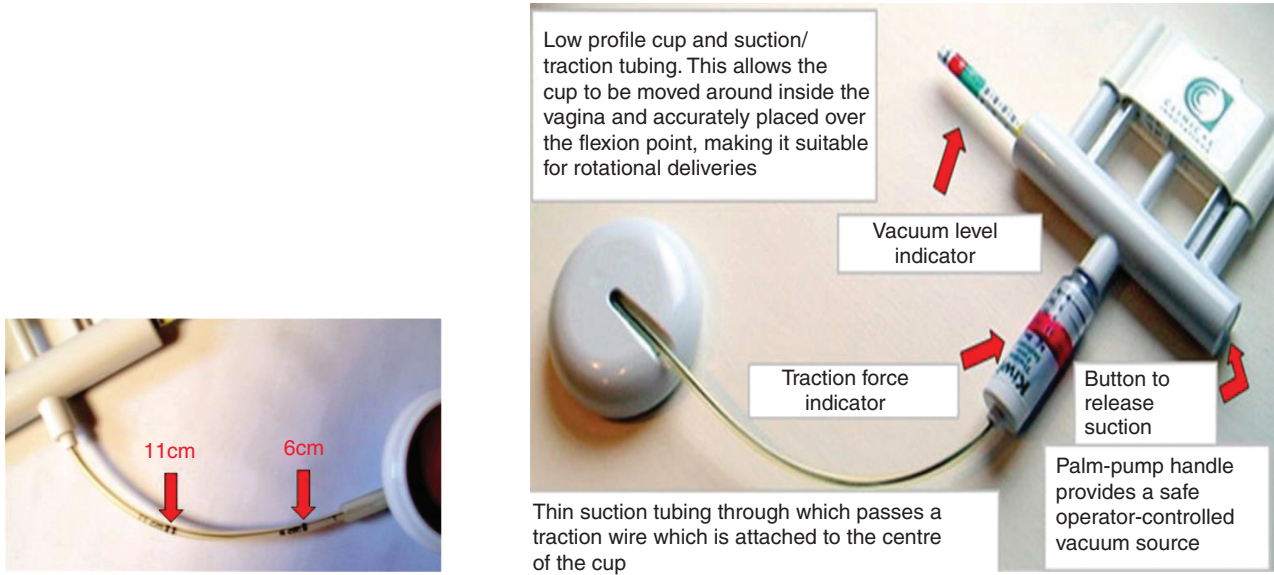 11cm
6cm
Low profile cup and suction/
traction tubing. This allows the
cup to be moved around inside the
vagina and accurately placed over
the flexion point, making it suitable
for rotational deliveries
Vacuum level
indicator
Traction force
indicator
Button to
release
suction
Palm-pump handle
provides a safe
operator-controlled
vacuum source
Thin suction tubing through which passes a
traction wire which is attached to the centre
of the cup
CLINICAL
INNOVATIONS
Kiwi